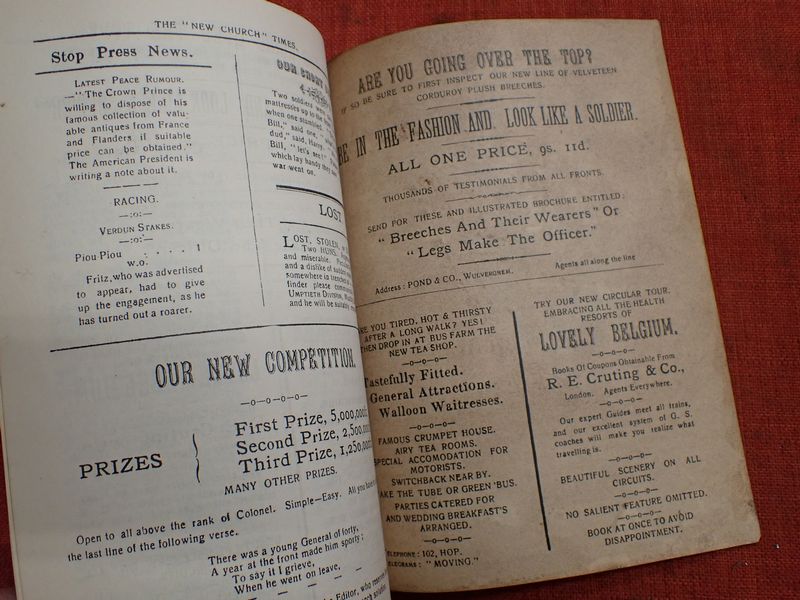 THE "NEW CHURCH" TIMES.
Stop Press News.
LATEST PEACE RUMOUR.
—"The Crown Prince is
willing to dispose of his
famous collection of valu-
able antiques from France
and Flanders if suitable
price can be obtained."
The American President is
writing a note about it.
RACING.
—:o:—
VERDUN STAKES.
—:o:—
Piou Piou . . . . 1
w.o.
Fritz, who was advertised
to appear, had to give
up the engagement, as he
has turned out a roarer.
Two soldiers
mattresses up to the
when one stumbled.
Bill," said one,
dud," said Harry.
Bill, "let's see!"
which lay handy they
war went on.
LOST
LOST, STOLEN,
Two HUNS.
and miserable.
and a dislike of sudden
somewhere in trenches
finder please comm
UMPTIETH DIVISION,
and he will be suitably
OUR NEW COMPETITION.
—o—o—o—o—
PRIZES
First Prize, 5,000,000
Second Prize, 2,500,000
Third Prize, 1,250,000
MANY OTHER PRIZES.
Open to all above the rank of Colonel. Simple—Easy. All you have
the last line of the following verse.
There was a young General of forty,
A year at the front made him sporty;
To say it I grieve,
When he went on leave,
— — — — —
Editor, who
ARE YOU GOING OVER THE TOP?
IF SO BE SURE TO FIRST INSPECT OUR NEW LINE OF VELVETEEN
CORDUROY PLUSH BREECHES.
BE IN THE FASHION AND LOOK LIKE A SOLDIER.
ALL ONE PRICE, 9s. 11d.
THOUSANDS OF TESTIMONIALS FROM ALL FRONTS.
SEND FOR THESE AND ILLUSTRATED BROCHURE ENTITLED:
"Breeches And Their Wearers" Or
"Legs Make The Officer."
Address: POND & CO., WULVERGHEM. Agents all along the line
ARE YOU TIRED, HOT & THIRSTY
AFTER A LONG WALK? YES!
THEN DROP IN AT BUS FARM THE
NEW TEA SHOP.
—o—o—o—
Tastefully Fitted.
General Attractions.
Walloon Waitresses.
—o—o—o—
FAMOUS CRUMPET HOUSE.
AIRY TEA ROOMS.
SPECIAL ACCOMODATION FOR
MOTORISTS.
SWITCHBACK NEAR BY.
TAKE THE TUBE OR GREEN 'BUS.
PARTIES CATERED FOR
AND WEDDING BREAKFAST'S
ARRANGED.
—o—o—o—
TELEPHONE: 102, HOP.
TELEGRAMS: "MOVING."
TRY OUR NEW CIRCULAR TOUR,
EMBRACING ALL THE HEALTH
RESORTS OF
LOVELY BELGIUM.
—o—o—o—
Books Of Coupons Obtainable From
R. E. Cruting & Co.,
London. Agents Everywhere.
—o—o—o—
Our expert Guides meet all trains,
and our excellent system of G. S.
coaches will make you realize what
travelling is.
—o—o—o—
BEAUTIFUL SCENERY ON ALL
CIRCUITS.
—o—o—o—
NO SALIENT FEATURE OMITTED.
—o—o—o—
BOOK AT ONCE TO AVOID
DISAPPOINTMENT.